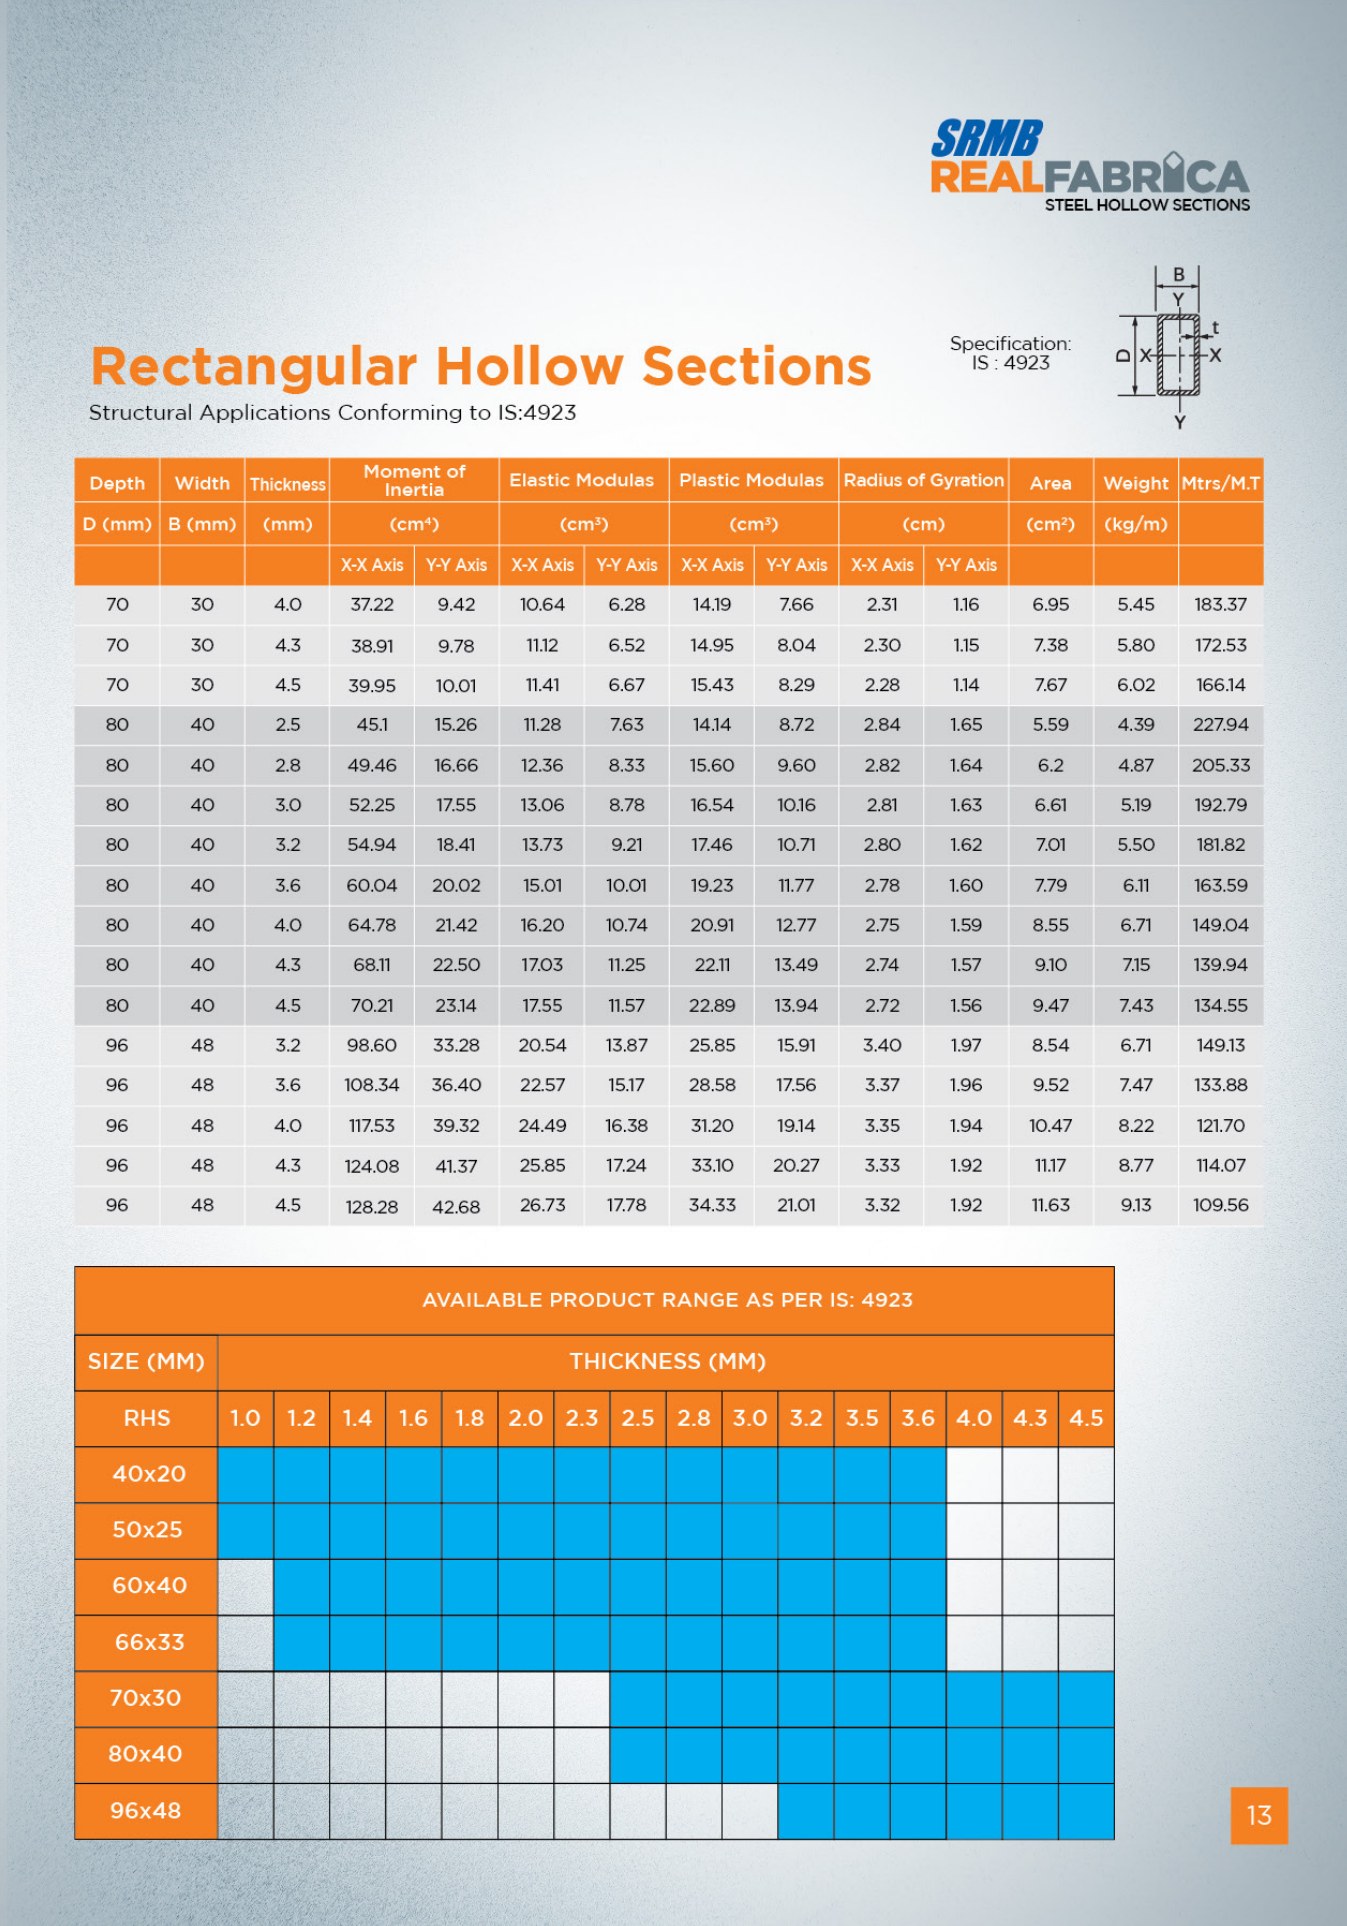 SRMB
REALFABRICA
STEEL HOLLOW SECTIONS
B
Y
t
D
X
X
Y
Specification:
IS : 4923
Rectangular Hollow Sections
Structural Applications Conforming to IS:4923
Depth Width Thickness Moment of Inertia Elastic Modulas Plastic Modulas Radius of Gyration Area Weight Mtrs/M.T
D (mm) B (mm) (mm) (cm⁴) (cm³) (cm³) (cm) (cm²) (kg/m)
X-X Axis Y-Y Axis X-X Axis Y-Y Axis X-X Axis Y-Y Axis X-X Axis Y-Y Axis
70 30 4.0 37.22 9.42 10.64 6.28 14.19 7.66 2.31 1.16 6.95 5.45 183.37
70 30 4.3 38.91 9.78 11.12 6.52 14.95 8.04 2.30 1.15 7.38 5.80 172.53
70 30 4.5 39.95 10.01 11.41 6.67 15.43 8.29 2.28 1.14 7.67 6.02 166.14
80 40 2.5 45.1 15.26 11.28 7.63 14.14 8.72 2.84 1.65 5.59 4.39 227.94
80 40 2.8 49.46 16.66 12.36 8.33 15.60 9.60 2.82 1.64 6.2 4.87 205.33
80 40 3.0 52.25 17.55 13.06 8.78 16.54 10.16 2.81 1.63 6.61 5.19 192.79
80 40 3.2 54.94 18.41 13.73 9.21 17.46 10.71 2.80 1.62 7.01 5.50 181.82
80 40 3.6 60.04 20.02 15.01 10.01 19.23 11.77 2.78 1.60 7.79 6.11 163.59
80 40 4.0 64.78 21.42 16.20 10.74 20.91 12.77 2.75 1.59 8.55 6.71 149.04
80 40 4.3 68.11 22.50 17.03 11.25 22.11 13.49 2.74 1.57 9.10 7.15 139.94
80 40 4.5 70.21 23.14 17.55 11.57 22.89 13.94 2.72 1.56 9.47 7.43 134.55
96 48 3.2 98.60 33.28 20.54 13.87 25.85 15.91 3.40 1.97 8.54 6.71 149.13
96 48 3.6 108.34 36.40 22.57 15.17 28.58 17.56 3.37 1.96 9.52 7.47 133.88
96 48 4.0 117.53 39.32 24.49 16.38 31.20 19.14 3.35 1.94 10.47 8.22 121.70
96 48 4.3 124.08 41.37 25.85 17.24 33.10 20.27 3.33 1.92 11.17 8.77 114.07
96 48 4.5 128.28 42.68 26.73 17.78 34.33 21.01 3.32 1.92 11.63 9.13 109.56
AVAILABLE PRODUCT RANGE AS PER IS: 4923
SIZE (MM) THICKNESS (MM)
RHS 1.0 1.2 1.4 1.6 1.8 2.0 2.3 2.5 2.8 3.0 3.2 3.5 3.6 4.0 4.3 4.5
40x20
50x25
60x40
66x33
70x30
80x40
96x48
13